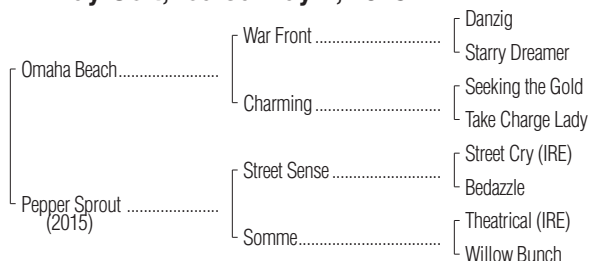 Danzig
War Front
Starry Dreamer
Omaha Beach
Seeking the Gold
Charming
Take Charge Lady
Street Cry (IRE)
Street Sense
Bedazzle
Pepper Sprout
(2015)
Theatrical (IRE)
Somme
Willow Bunch